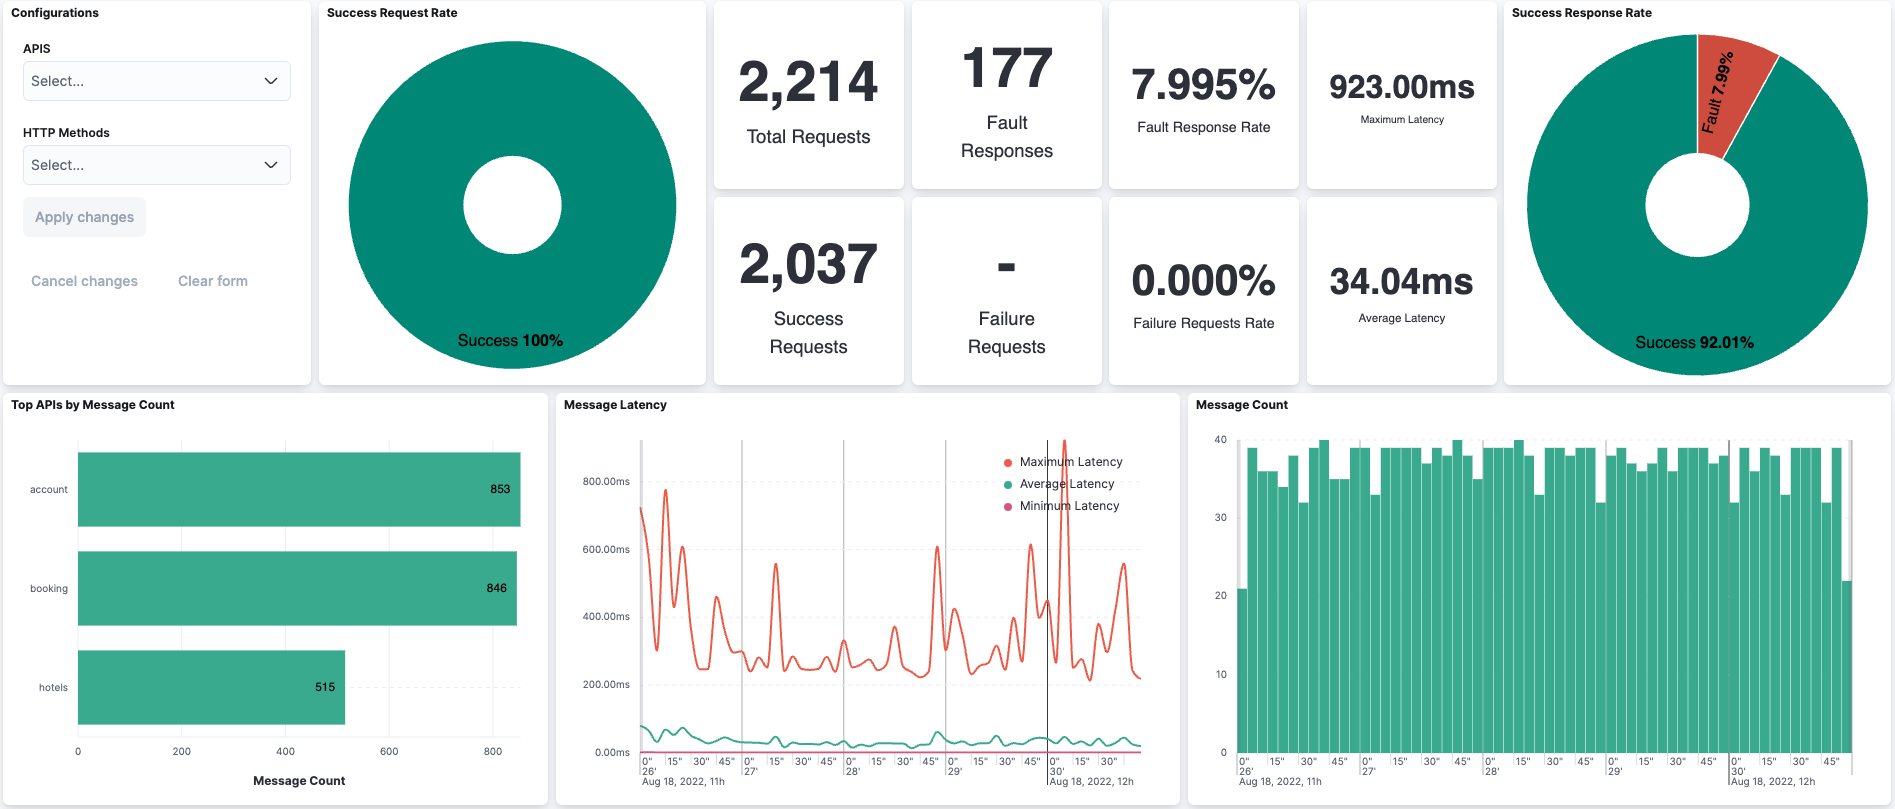 Configurations
APIS
Select...
HTTP Methods
Select...
Apply changes
Cancel changes
Clear form
Success Request Rate
Success 100%
2,214
Total Requests
177
Fault
Responses
7.995%
Fault Response Rate
923.00ms
Maximum Latency
2,037
Success
Requests
-
Failure
Requests
0.000%
Failure Requests Rate
34.04ms
Average Latency
Success Response Rate
Fault 7.99%
Success 92.01%
Top APIs by Message Count
account
853
booking
846
hotels
515
0 200 400 600 800
Message Count
Message Latency
Maximum Latency
Average Latency
Minimum Latency
800.00ms
600.00ms
400.00ms
200.00ms
0.00ms
0" 15" 30" 45" 0" 15" 30" 45" 0" 15" 30" 45" 0" 15" 30" 45" 0" 15" 30"
26' 27' 28' 29' 30'
Aug 18, 2022, 11h Aug 18, 2022, 12h
Message Count
40
30
20
10
0
0" 15" 30" 45" 0" 15" 30" 45" 0" 15" 30" 45" 0" 15" 30" 45" 0" 15" 30" 45"
26' 27' 28' 29' 30'
Aug 18, 2022, 11h Aug 18, 2022, 12h